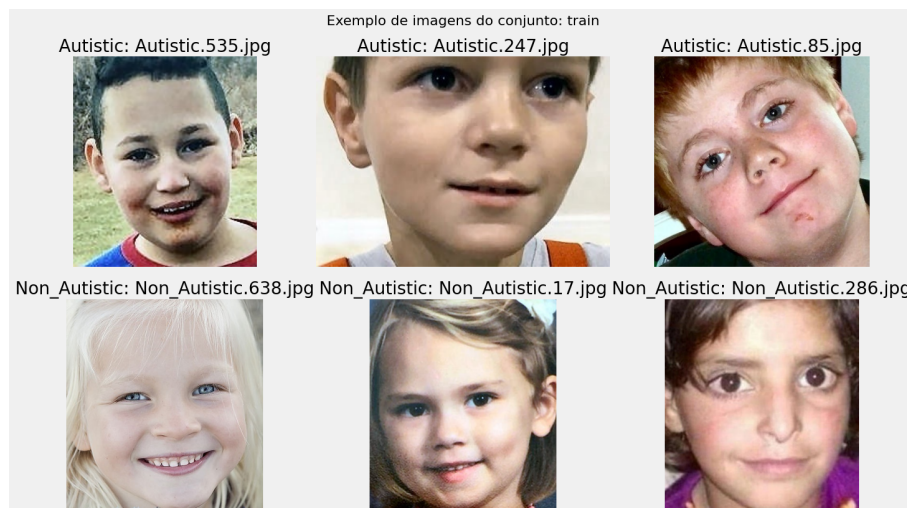 Exemplo de imagens do conjunto: train
Autistic: Autistic.535.jpg
Autistic: Autistic.247.jpg
Autistic: Autistic.85.jpg
Non_Autistic: Non_Autistic.638.jpg
Non_Autistic: Non_Autistic.17.jpg
Non_Autistic: Non_Autistic.286.jpg